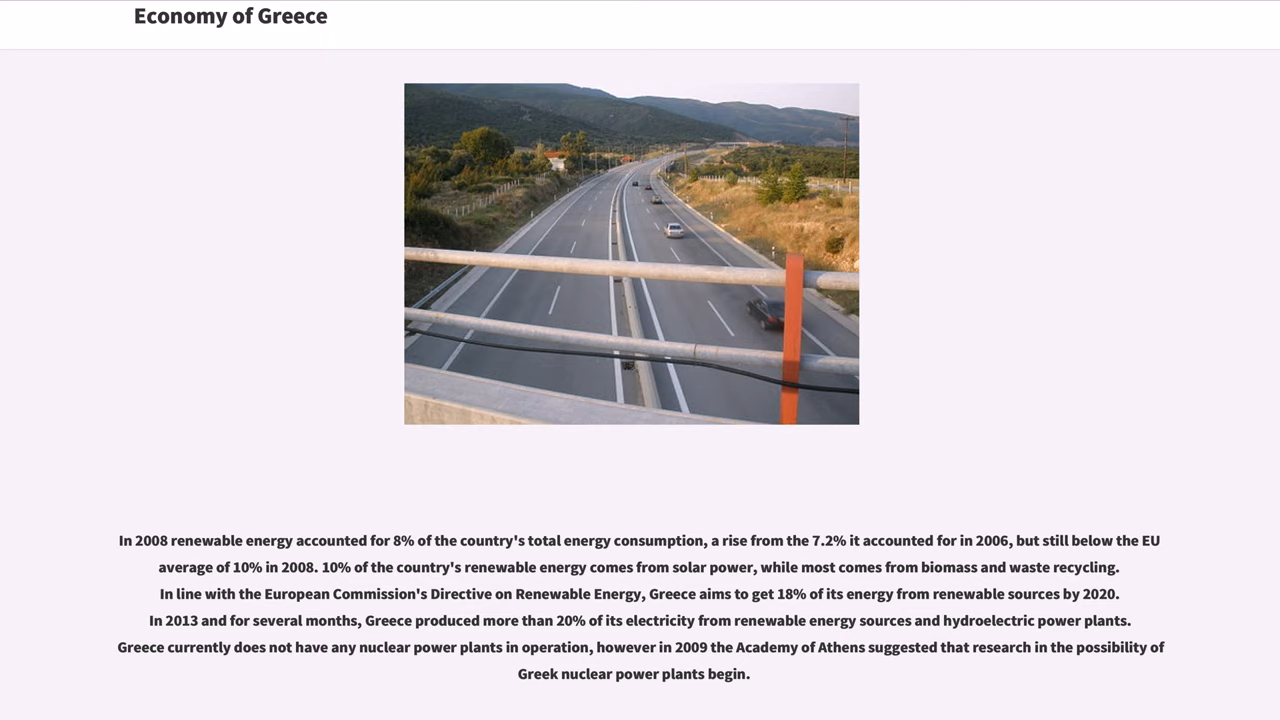 Economy of Greece
In 2008 renewable energy accounted for 8% of the country's total energy consumption, a rise from the 7.2% it accounted for in 2006, but still below the EU
average of 10% in 2008. 10% of the country's renewable energy comes from solar power, while most comes from biomass and waste recycling.
In line with the European Commission's Directive on Renewable Energy, Greece aims to get 18% of its energy from renewable sources by 2020.
In 2013 and for several months, Greece produced more than 20% of its electricity from renewable energy sources and hydroelectric power plants.
Greece currently does not have any nuclear power plants in operation, however in 2009 the Academy of Athens suggested that research in the possibility of
Greek nuclear power plants begin.